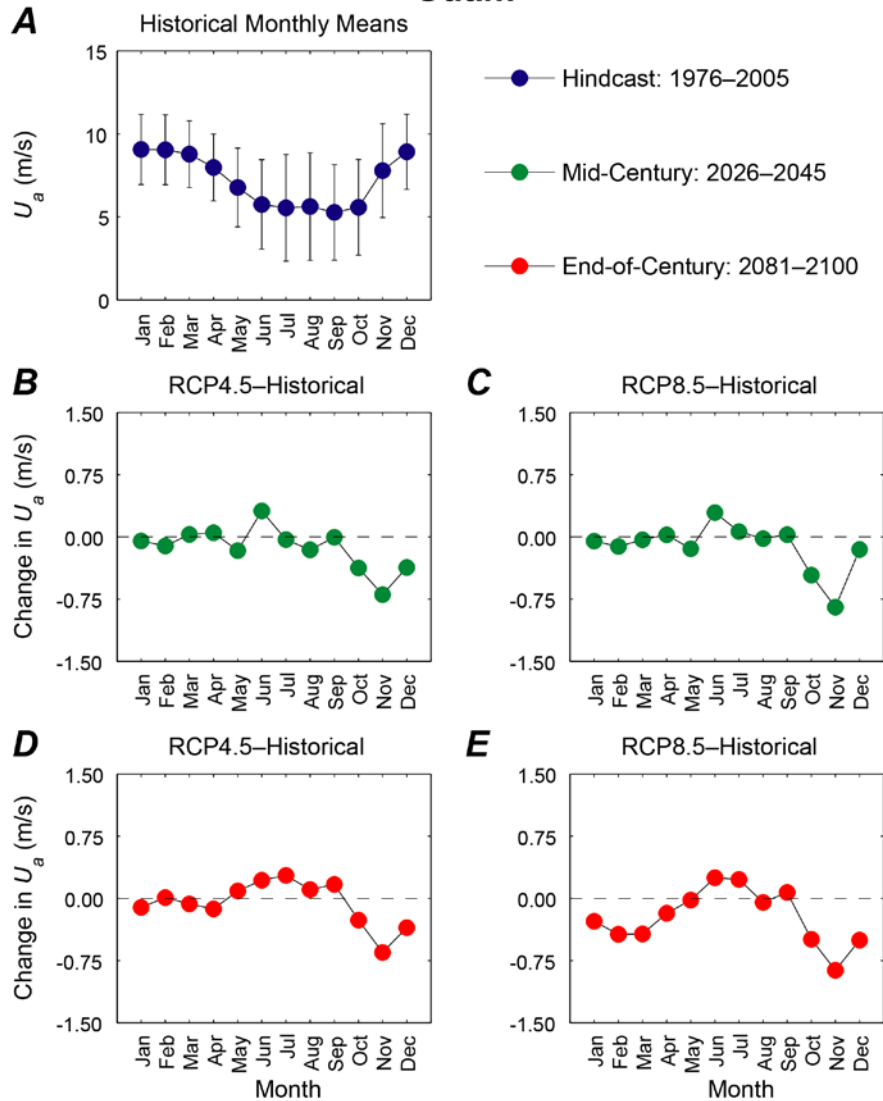 A
Historical Monthly Means
15
10
5
0
U_a (m/s)
Jan Feb Mar Apr May Jun Jul Aug Sep Oct Nov Dec
Hindcast: 1976–2005
Mid-Century: 2026–2045
End-of-Century: 2081–2100
B
RCP4.5–Historical
1.50
0.75
0.00
-0.75
-1.50
Change in U_a (m/s)
Jan Feb Mar Apr May Jun Jul Aug Sep Oct Nov Dec
C
RCP8.5–Historical
1.50
0.75
0.00
-0.75
-1.50
Jan Feb Mar Apr May Jun Jul Aug Sep Oct Nov Dec
D
RCP4.5–Historical
1.50
0.75
0.00
-0.75
-1.50
Change in U_a (m/s)
Jan Feb Mar Apr May Jun Jul Aug Sep Oct Nov Dec
Month
E
RCP8.5–Historical
1.50
0.75
0.00
-0.75
-1.50
Jan Feb Mar Apr May Jun Jul Aug Sep Oct Nov Dec
Month